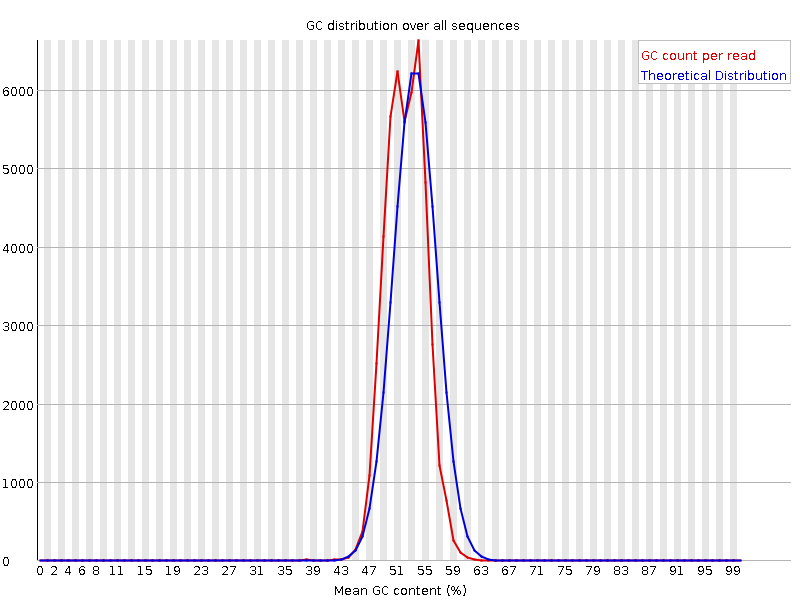 GC distribution over all sequences
GC count per read
Theoretical Distribution
6000
5000
4000
3000
2000
1000
0
0 2 4 6 8 11 15 19 23 27 31 35 39 43 47 51 55 59 63 67 71 75 79 83 87 91 95 99
Mean GC content (%)